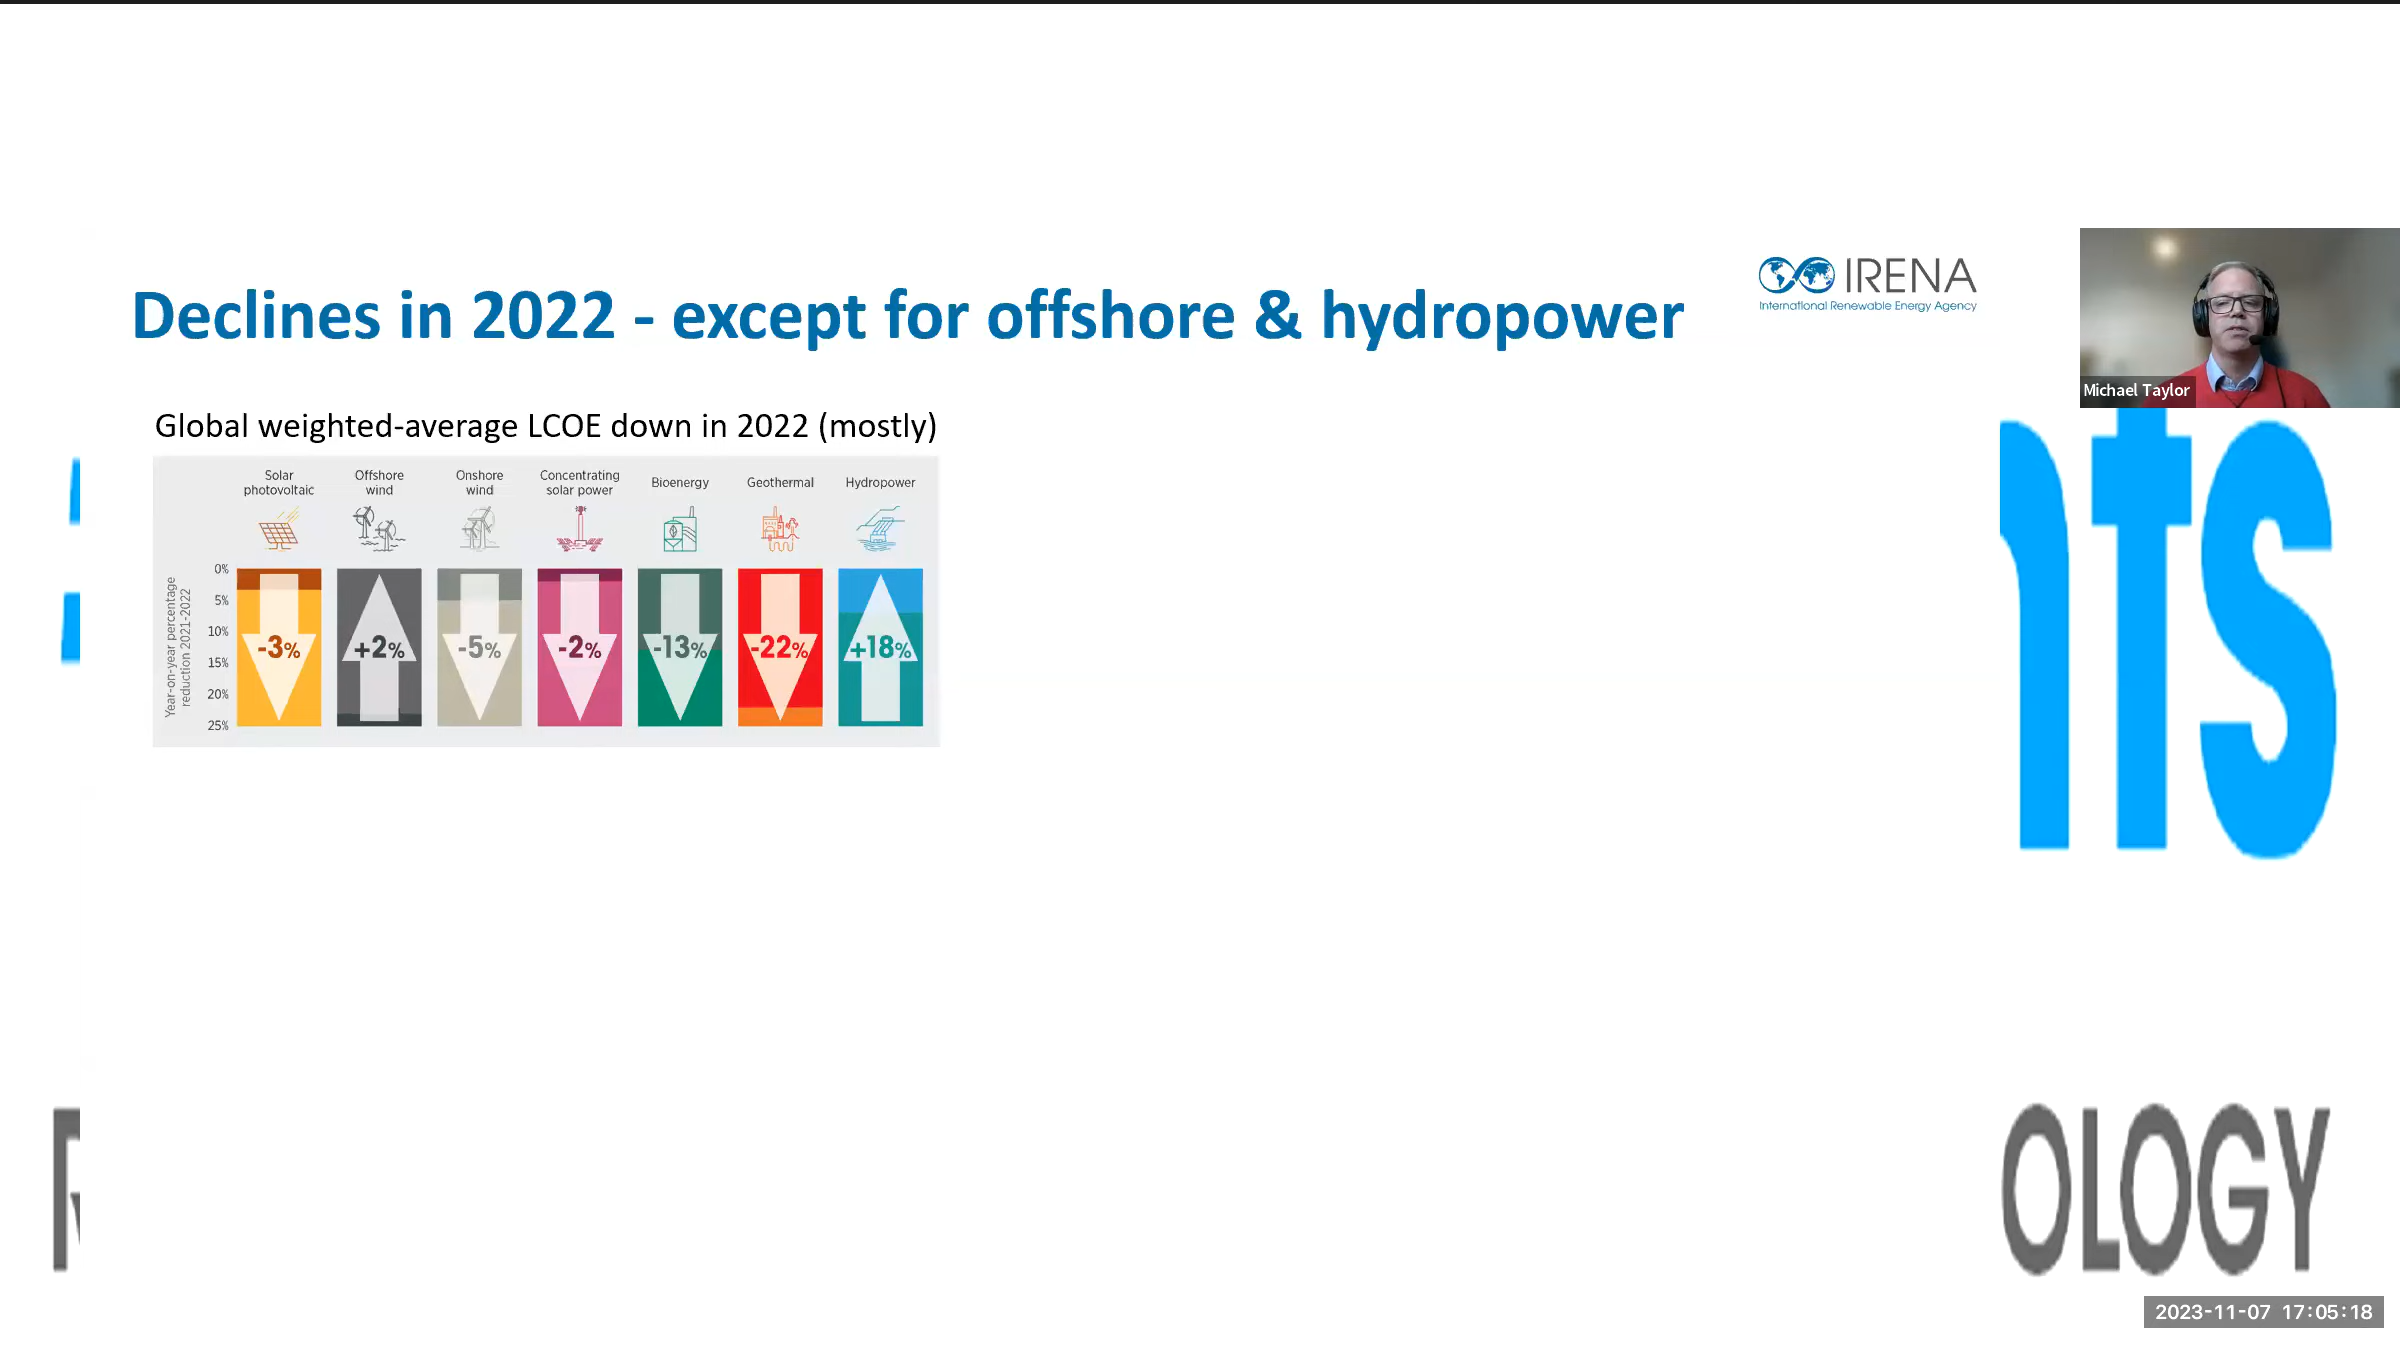 Declines in 2022 - except for offshore & hydropower
IRENA
International Renewable Energy Agency
Michael Taylor
Global weighted-average LCOE down in 2022 (mostly)
Solar photovoltaic
Offshore wind
Onshore wind
Concentrating solar power
Bioenergy
Geothermal
Hydropower
Year-on-year percentage
reduction 2021-2022
0%
5%
10%
15%
20%
25%
-3%
+2%
-5%
-2%
-13%
-22%
+18%
nts
OLOGY
2023-11-07 17:05:18